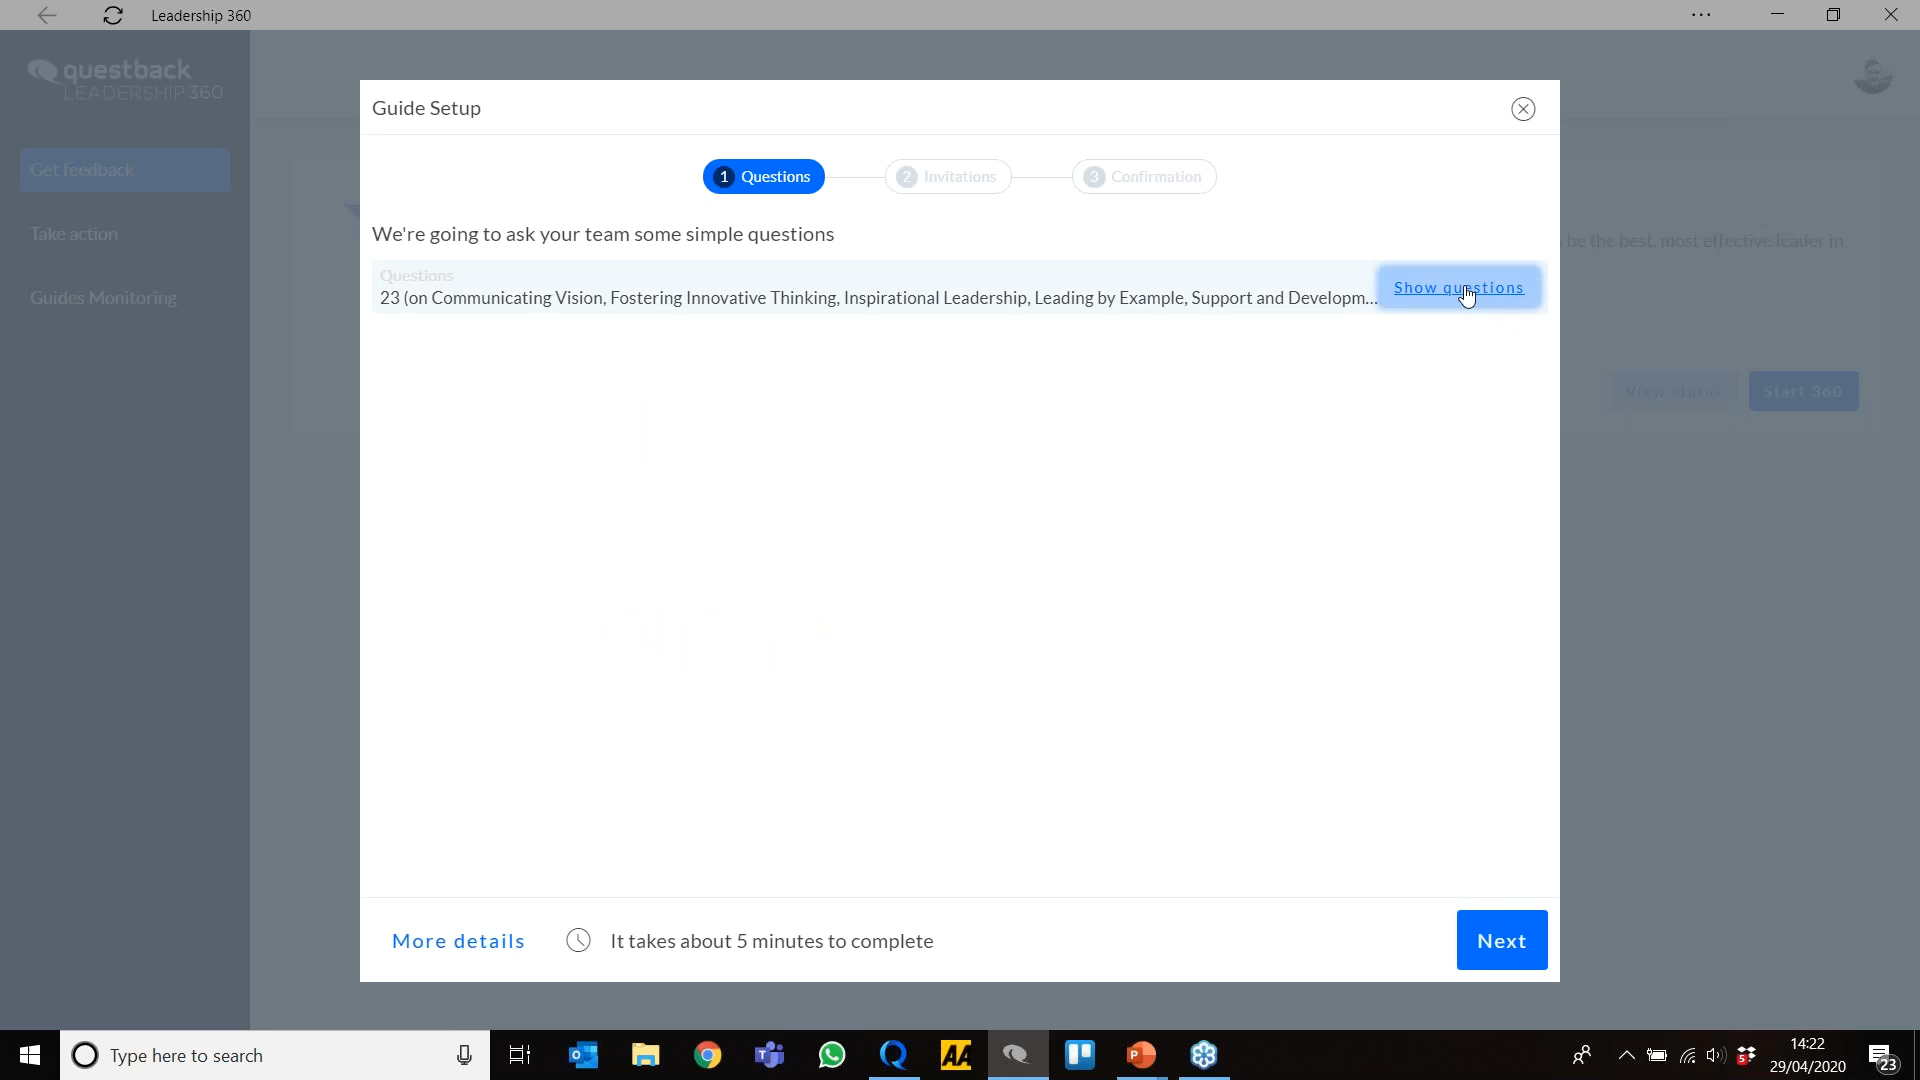 Leadership 360
questback
LEADERSHIP 360
Get feedback
Take action
Guides Monitoring
Guide Setup
1 Questions
2 Invitations
3 Confirmation
We're going to ask your team some simple questions
Questions
23 (on Communicating Vision, Fostering Innovative Thinking, Inspirational Leadership, Leading by Example, Support and Developm...
Show questions
be the best, most effective leader in
View status
Start 360
More details
It takes about 5 minutes to complete
Next
Type here to search
14:22
29/04/2020
23
5